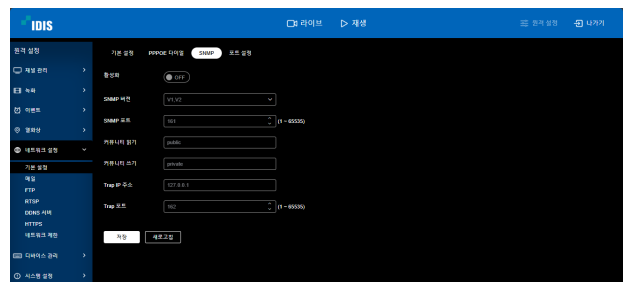 IDIS
라이브
재생
원격 설정
나가기
원격 설정
기본 설정
PPPOE 다이얼
SNMP
포트 설정
채널 관리
녹화
이벤트
열화상
네트워크 설정
기본 설정
메일
FTP
RTSP
DDNS 서버
HTTPS
네트워크 제한
디바이스 관리
시스템 설정
활성화
OFF
SNMP 버전
V1,V2
SNMP 포트
161
(1 ~ 65535)
커뮤니티 읽기
public
커뮤니티 쓰기
private
Trap IP 주소
127.0.0.1
Trap 포트
162
(1 ~ 65535)
저장
새로고침